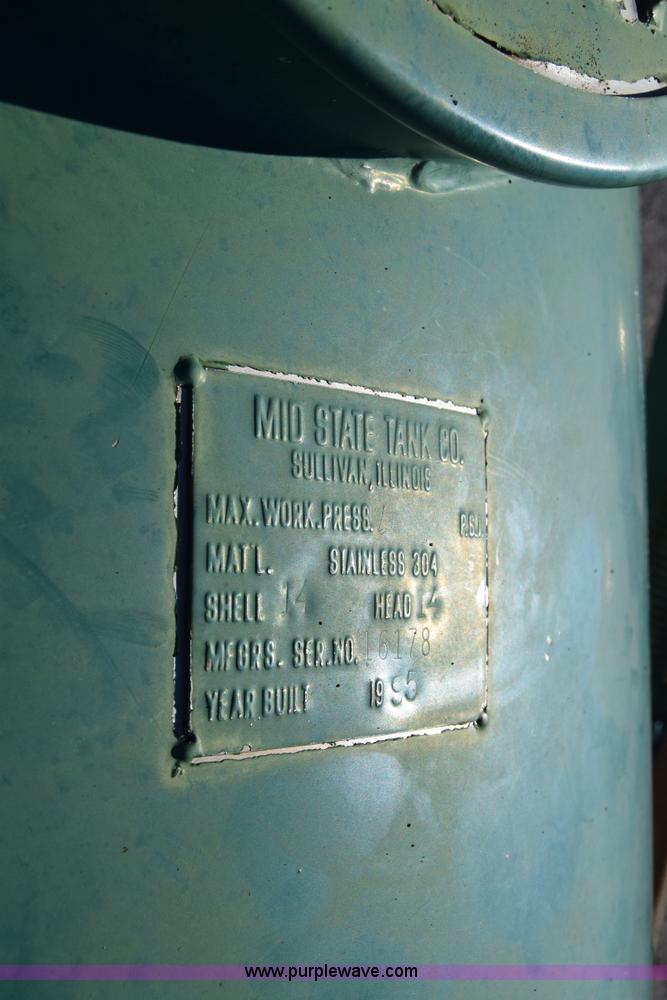 MID STATE TANK CO.
SULLIVAN, ILLINOIS
MAX. WORK. PRESS. P.S.I.
MAT'L. STAINLESS 304
SHELL 14 HEAD 14
MFGRS. SER. NO. 16178
YEAR BUILT 1995
www.purplewave.com